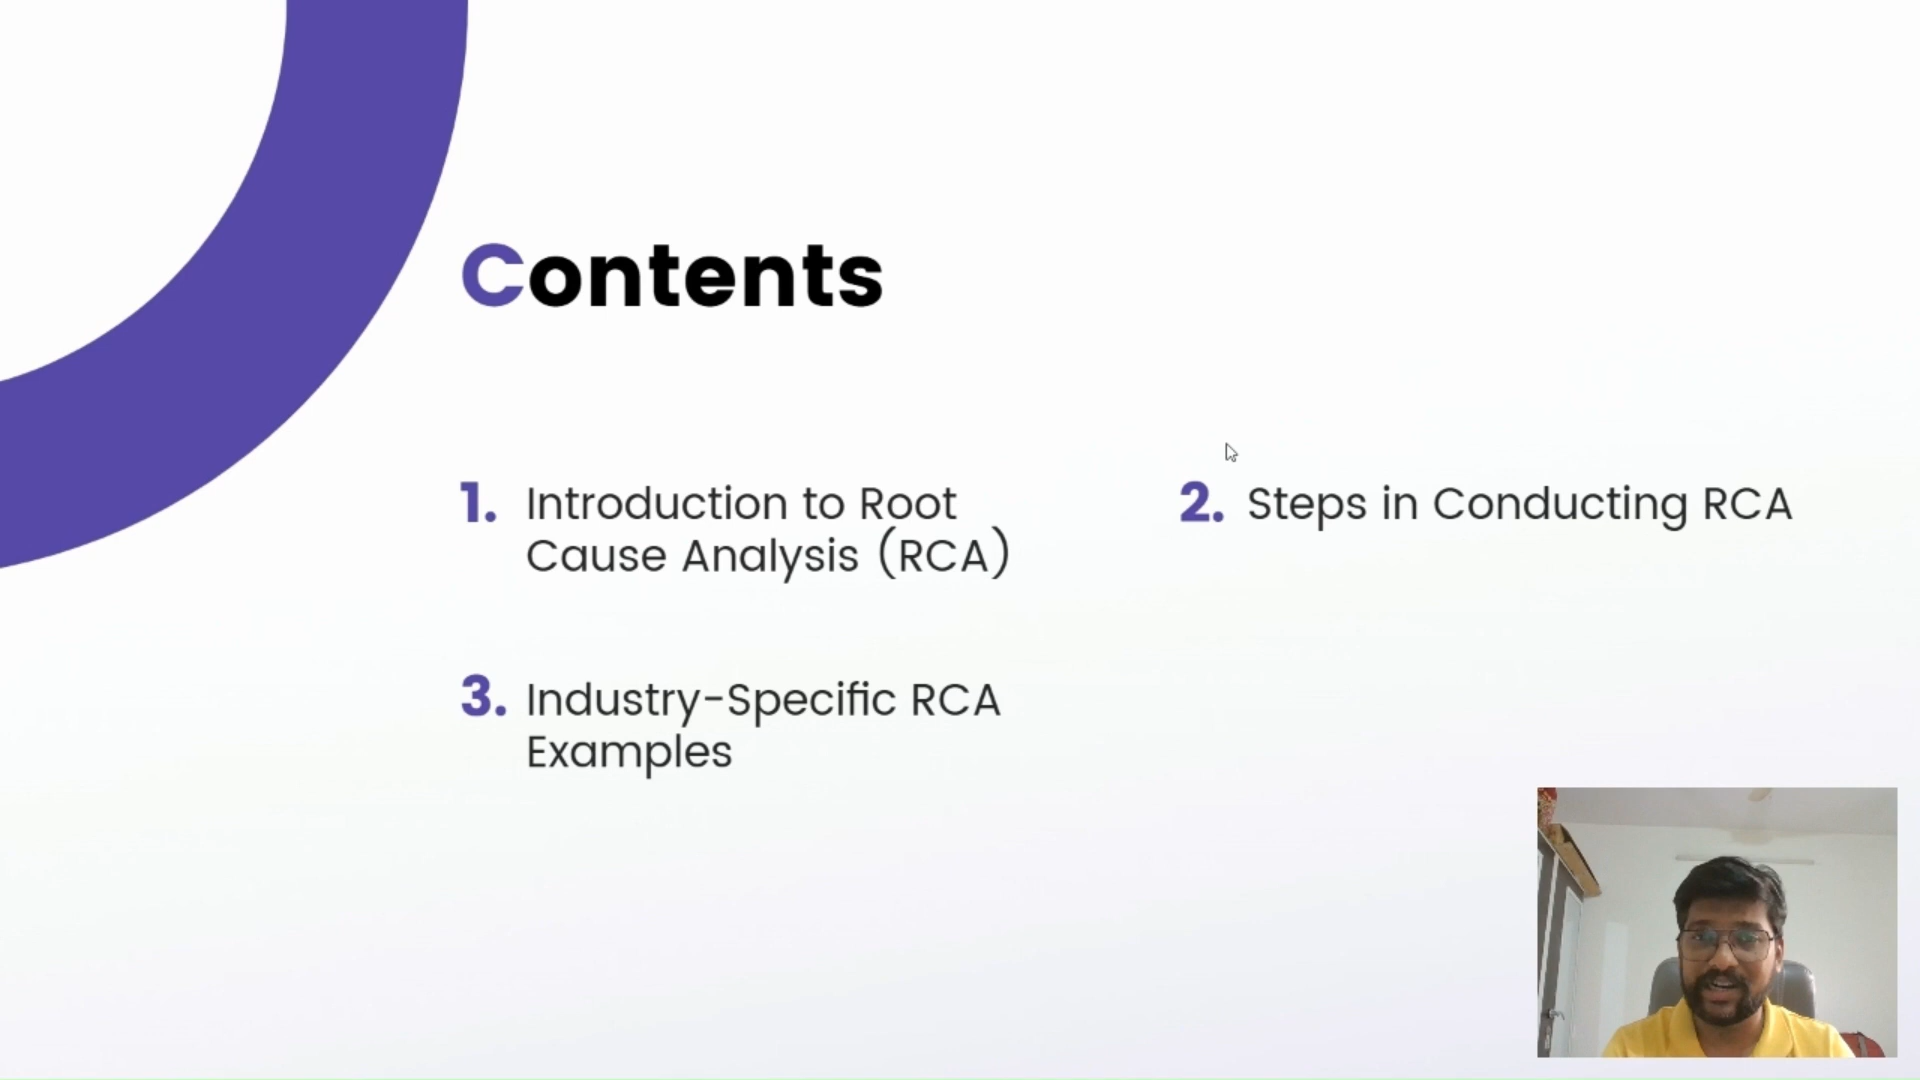 Contents
1. Introduction to Root
Cause Analysis (RCA)
2. Steps in Conducting RCA
3. Industry-Specific RCA
Examples